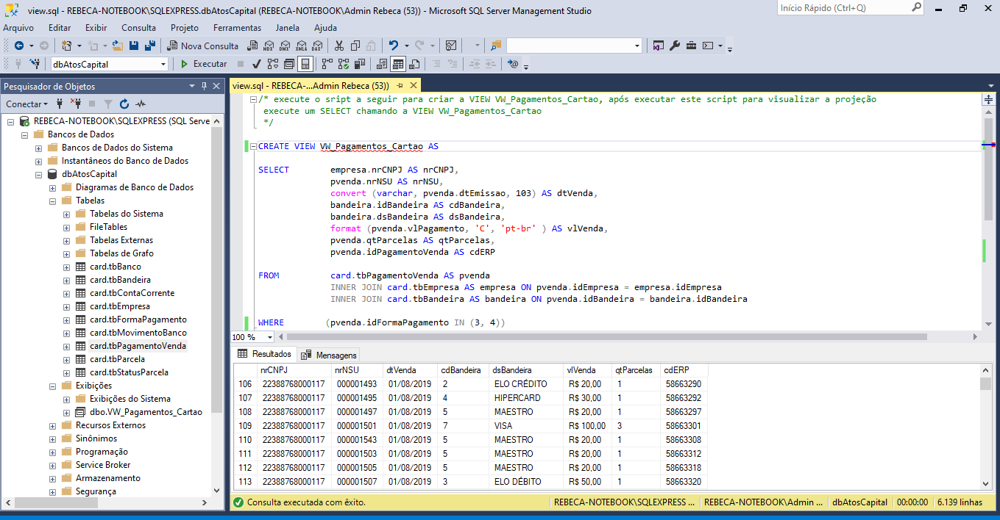 view.sql - REBECA-NOTEBOOK\SQLEXPRESS.dbAtosCapital (REBECA-NOTEBOOK\Admin Rebeca (53)) - Microsoft SQL Server Management Studio
Início Rápido (Ctrl+Q)
Arquivo Editar Exibir Consulta Projeto Ferramentas Janela Ajuda
Nova Consulta MDX DMX XMLA DAX
dbAtosCapital Executar
Pesquisador de Objetos
Conectar
REBECA-NOTEBOOK\SQLEXPRESS (SQL Serve
Bancos de Dados
Bancos de Dados do Sistema
Instantâneos do Banco de Dados
dbAtosCapital
Diagramas de Banco de Dados
Tabelas
Tabelas do Sistema
FileTables
Tabelas Externas
Tabelas de Grafo
card.tbBanco
card.tbBandeira
card.tbContaCorrente
card.tbEmpresa
card.tbFormaPagamento
card.tbMovimentoBanco
card.tbPagamentoVenda
card.tbParcela
card.tbStatusParcela
Exibições
Exibições do Sistema
dbo.VW_Pagamentos_Cartao
Recursos Externos
Sinônimos
Programação
Service Broker
Armazenamento
Segurança
view.sql - REBECA-...Admin Rebeca (53))
/* execute o sript a seguir para criar a VIEW VW_Pagamentos_Cartao, após executar este script para visualizar a projeção
execute um SELECT chamando a VIEW VW_Pagamentos_Cartao
*/
CREATE VIEW VW_Pagamentos_Cartao AS
SELECT empresa.nrCNPJ AS nrCNPJ,
pvenda.nrNSU AS nrNSU,
convert (varchar, pvenda.dtEmissao, 103) AS dtVenda,
bandeira.idBandeira AS cdBandeira,
bandeira.dsBandeira AS dsBandeira,
format (pvenda.vlPagamento, 'C', 'pt-br' ) AS vlVenda,
pvenda.qtParcelas AS qtParcelas,
pvenda.idPagamentoVenda AS cdERP
FROM card.tbPagamentoVenda AS pvenda
INNER JOIN card.tbEmpresa AS empresa ON pvenda.idEmpresa = empresa.idEmpresa
INNER JOIN card.tbBandeira AS bandeira ON pvenda.idBandeira = bandeira.idBandeira
WHERE (pvenda.idFormaPagamento IN (3, 4))
100 %
Resultados Mensagens
nrCNPJ nrNSU dtVenda cdBandeira dsBandeira vlVenda qtParcelas cdERP
106 22388768000117 000001493 01/08/2019 2 ELO CRÉDITO R$ 20,00 1 58663290
107 22388768000117 000001495 01/08/2019 4 HIPERCARD R$ 30,00 1 58663292
108 22388768000117 000001497 01/08/2019 5 MAESTRO R$ 20,00 1 58663297
109 22388768000117 000001501 01/08/2019 7 VISA R$ 100,00 3 58663301
110 22388768000117 000001543 01/08/2019 5 MAESTRO R$ 20,00 1 58663308
111 22388768000117 000001503 01/08/2019 5 MAESTRO R$ 20,00 1 58663312
112 22388768000117 000001505 01/08/2019 5 MAESTRO R$ 20,00 1 58663318
113 22388768000117 000001507 01/08/2019 3 ELO DÉBITO R$ 50,00 1 58663320
Consulta executada com êxito. REBECA-NOTEBOOK\SQLEXPRESS ... REBECA-NOTEBOOK\Admin ... dbAtosCapital 00:00:00 6.139 linhas